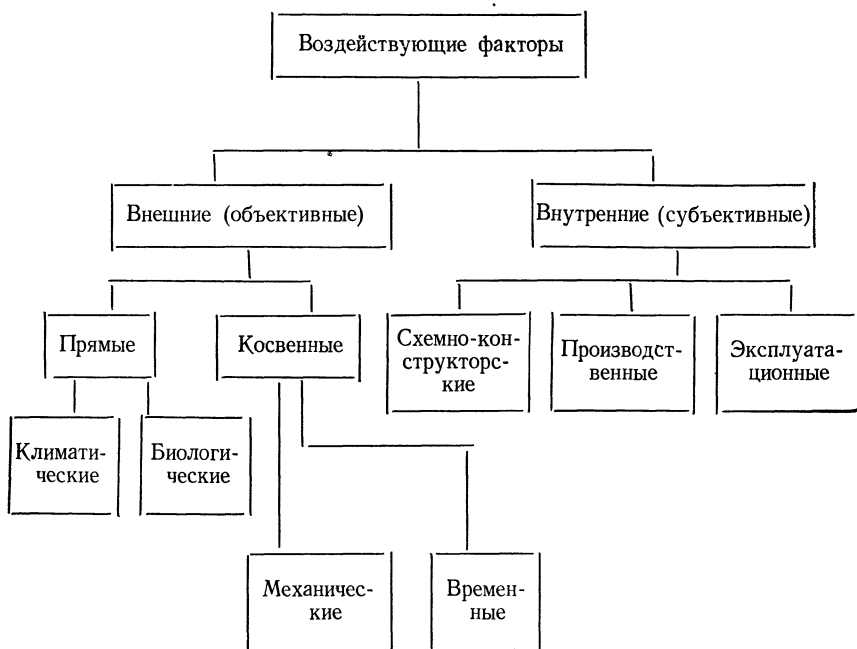 Воздействующие факторы
Внешние (объективные)
Внутренние (субъективные)
Прямые
Косвенные
Схемно-кон-
структорс-
кие
Производст-
венные
Эксплуата-
ционные
Климати-
ческие
Биологи-
ческие
Механичес-
кие
Времен-
ные